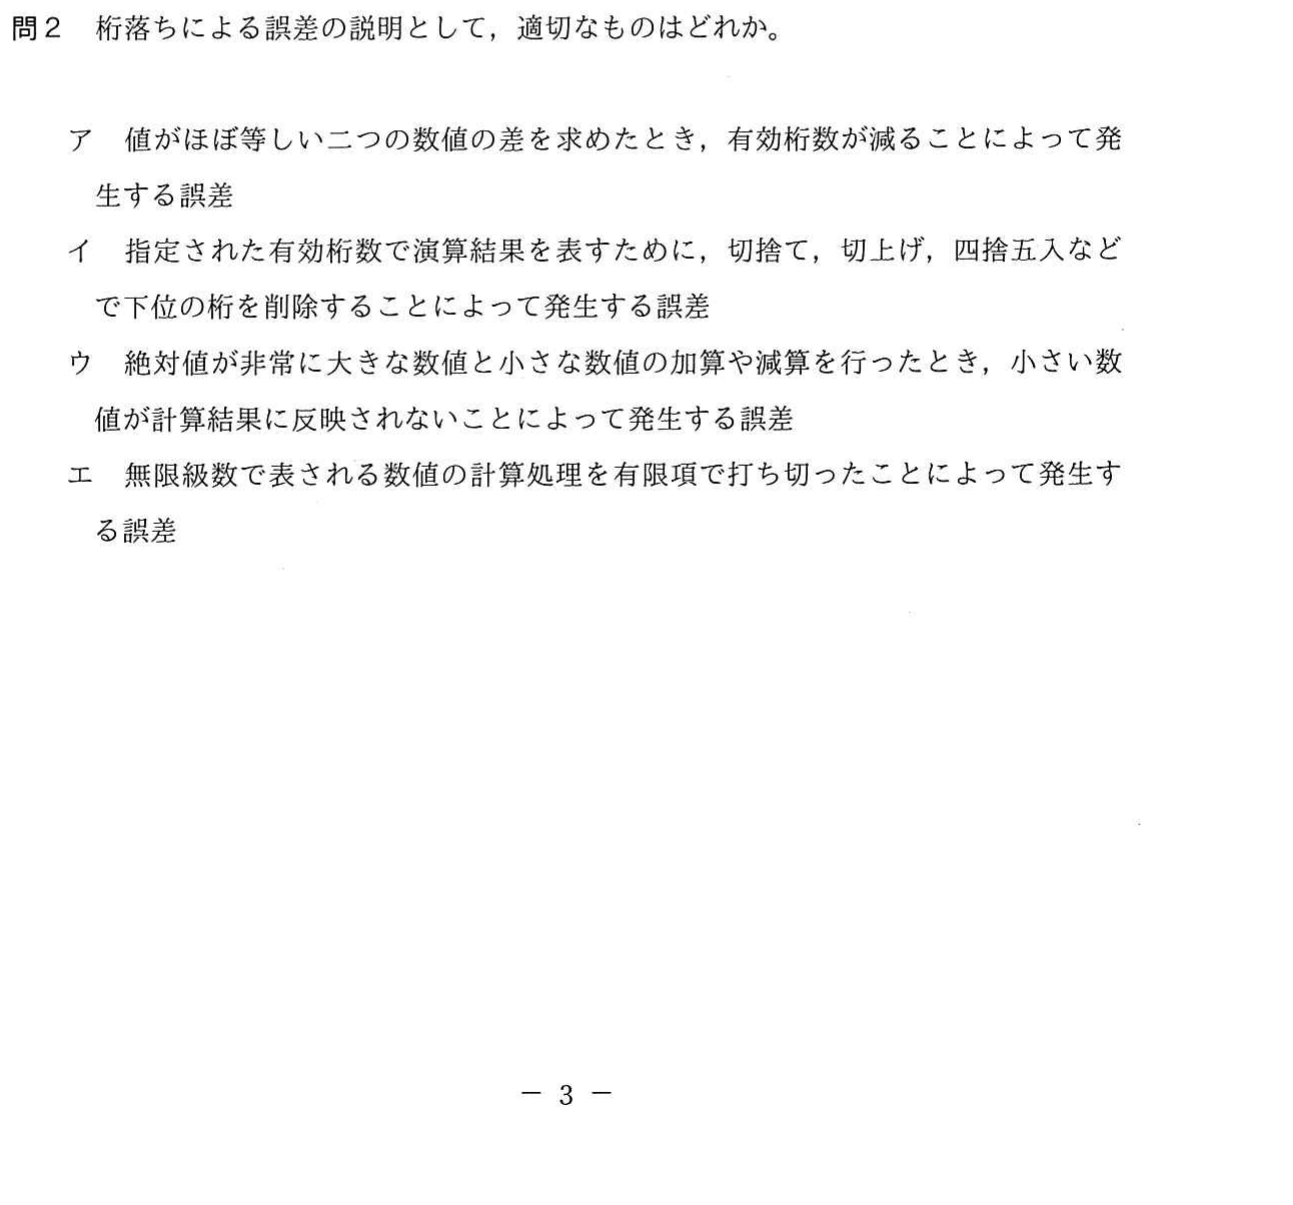 問2 桁落ちによる誤差の説明として，適切なものはどれか。
ア 値がほぼ等しい二つの数値の差を求めたとき，有効桁数が減ることによって発
生する誤差
イ 指定された有効桁数で演算結果を表すために，切捨て，切上げ，四捨五入など
で下位の桁を削除することによって発生する誤差
ウ 絶対値が非常に大きな数値と小さな数値の加算や減算を行ったとき，小さい数
値が計算結果に反映されないことによって発生する誤差
エ 無限級数で表される数値の計算処理を有限項で打ち切ったことによって発生す
る誤差
－ 3 －